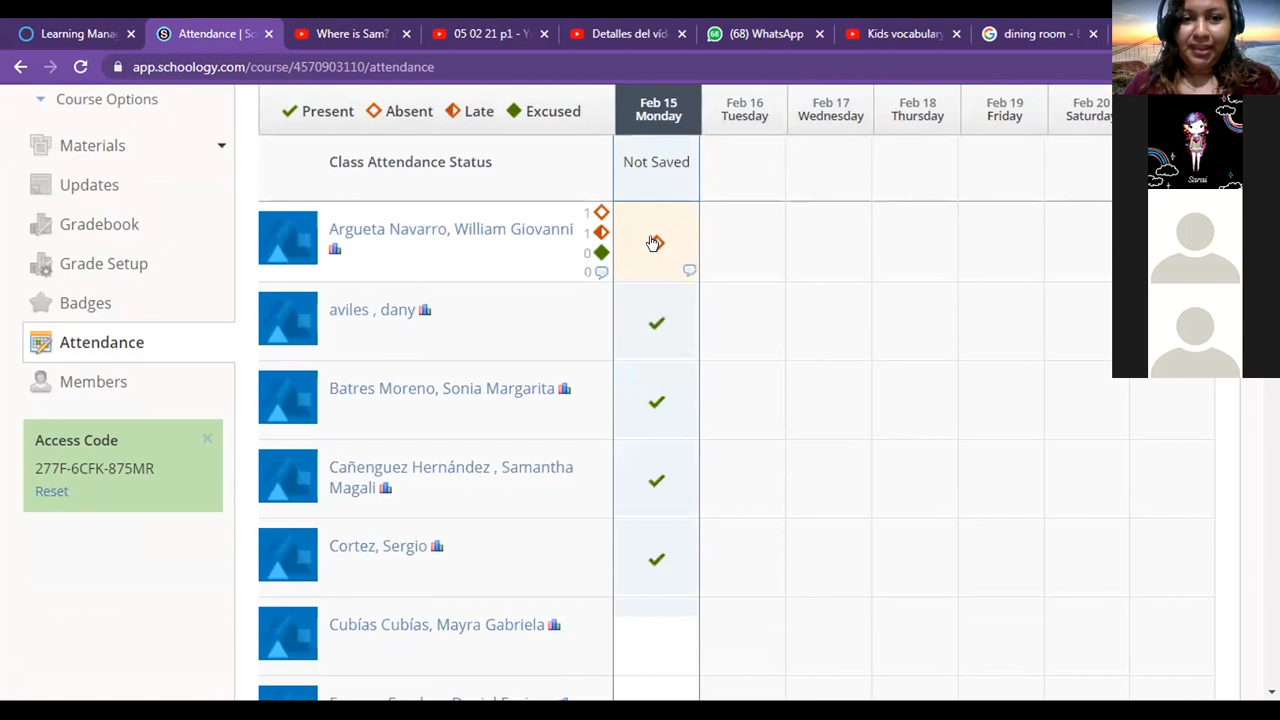 Learning Mana
Attendance | Sc
Where is Sam?
05 02 21 p1 - Y
Detalles del víd
(68) WhatsApp
Kids vocabular
dining room - B
app.schoology.com/course/4570903110/attendance
Course Options
Materials
Updates
Gradebook
Grade Setup
Badges
Attendance
Members
Access Code
277F-6CFK-875MR
Reset
Present Absent Late Excused
Feb 15 Monday
Feb 16 Tuesday
Feb 17 Wednesday
Feb 18 Thursday
Feb 19 Friday
Feb 20 Saturda
Class Attendance Status
Not Saved
Argueta Navarro, William Giovanni
1
1
0
0
aviles , dany
Batres Moreno, Sonia Margarita
Cañenguez Hernández , Samantha
Magali
Cortez, Sergio
Cubías Cubías, Mayra Gabriela
Sarai